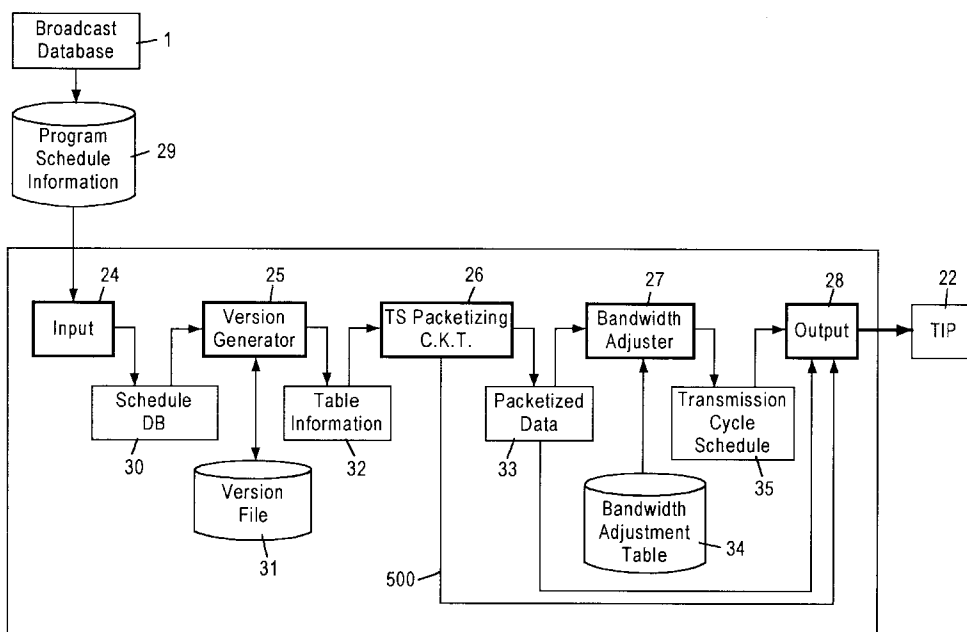 Broadcast
Database
1
Program
Schedule
Information
29
24
25
26
27
28
22
Input
Version
Generator
TS Packetizing
C.K.T.
Bandwidth
Adjuster
Output
TIP
Schedule
DB
30
Table
Information
32
Packetized
Data
33
Transmission
Cycle
Schedule
35
Version
File
31
Bandwidth
Adjustment
Table
34
500